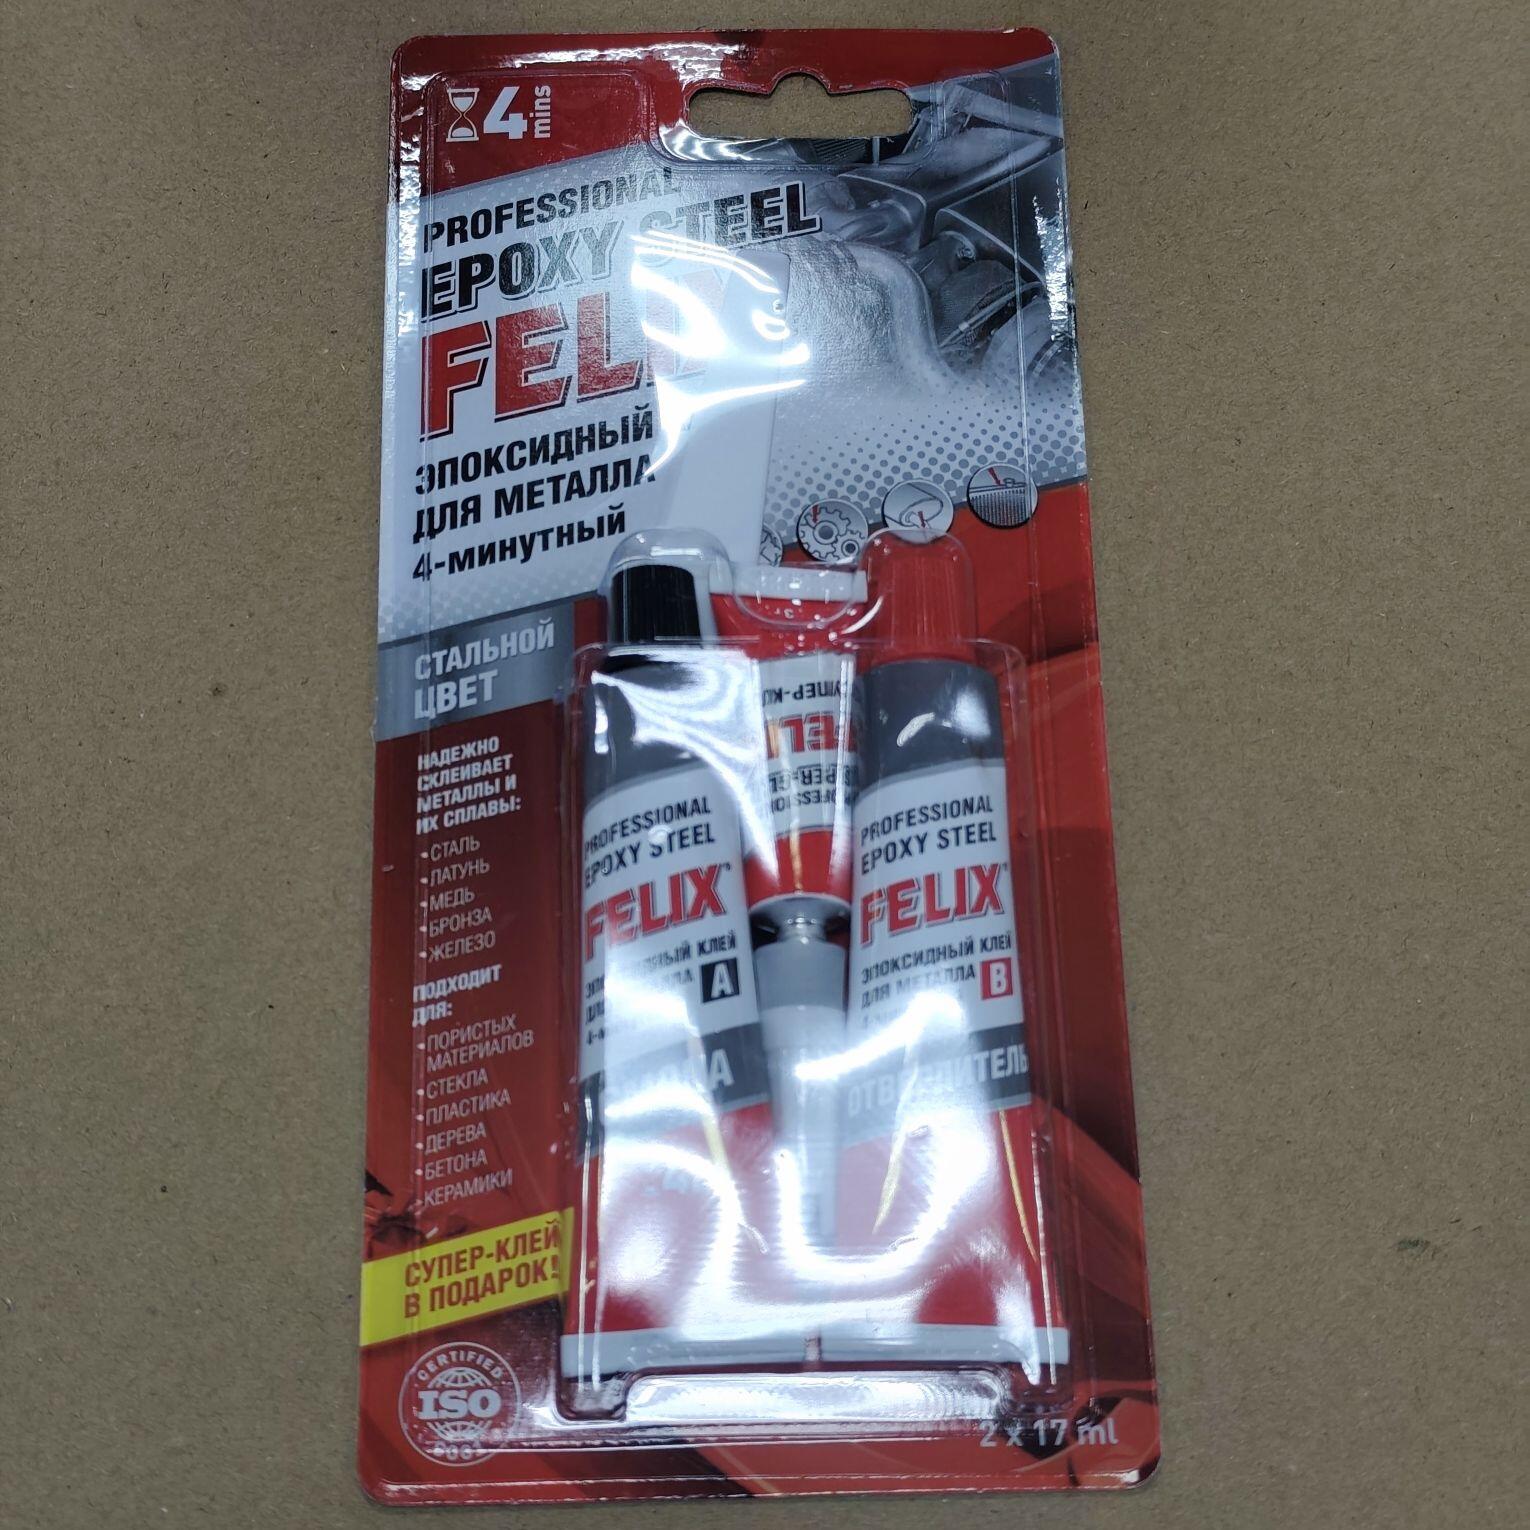 4 mins
PROFESSIONAL
EPOXY STEEL
FELIX
ЭПОКСИДНЫЙ
ДЛЯ МЕТАЛЛА
4-МИНУТНЫЙ
СТАЛЬНОЙ
ЦВЕТ
НАДЕЖНО
СКЛЕИВАЕТ
МЕТАЛЛЫ И
ИХ СПЛАВЫ:
• СТАЛЬ
• ЛАТУНЬ
• МЕДЬ
• БРОНЗА
• ЖЕЛЕЗО
ПОДХОДИТ
ДЛЯ:
• ПОРИСТЫХ
МАТЕРИАЛОВ
• СТЕКЛА
• ПЛАСТИКА
• ДЕРЕВА
• БЕТОНА
• КЕРАМИКИ
СУПЕР-КЛЕЙ
В ПОДАРОК!
CERTIFIED
ISO
2 x 17 ml
PROFESSIONAL
EPOXY STEEL
FELIX
КЛЕЙ
A
PROFESSIONAL
EPOXY STEEL
FELIX
ЭПОКСИДНЫЙ КЛЕЙ
ДЛЯ МЕТАЛЛА B
ОТВЕРДИТЕЛЬ